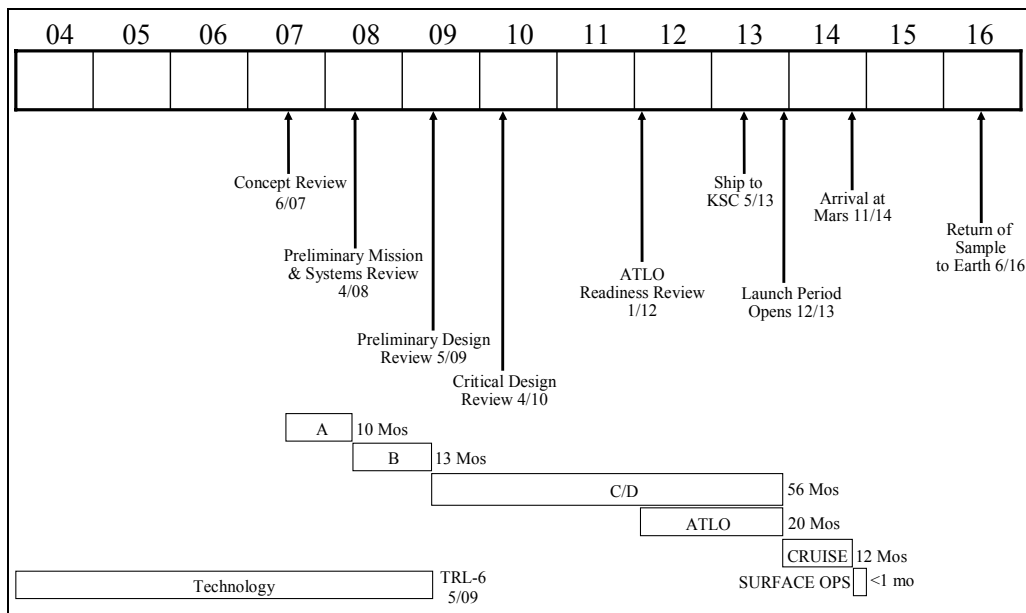 04 05 06 07 08 09 10 11 12 13 14 15 16
Concept Review
6/07
Preliminary Mission
& Systems Review
4/08
Preliminary Design
Review 5/09
Critical Design
Review 4/10
ATLO
Readiness Review
1/12
Ship to
KSC 5/13
Launch Period
Opens 12/13
Arrival at
Mars 11/14
Return of
Sample
to Earth 6/16
A 10 Mos
B 13 Mos
C/D 56 Mos
ATLO 20 Mos
CRUISE 12 Mos
SURFACE OPS <1 mo
Technology
TRL-6
5/09